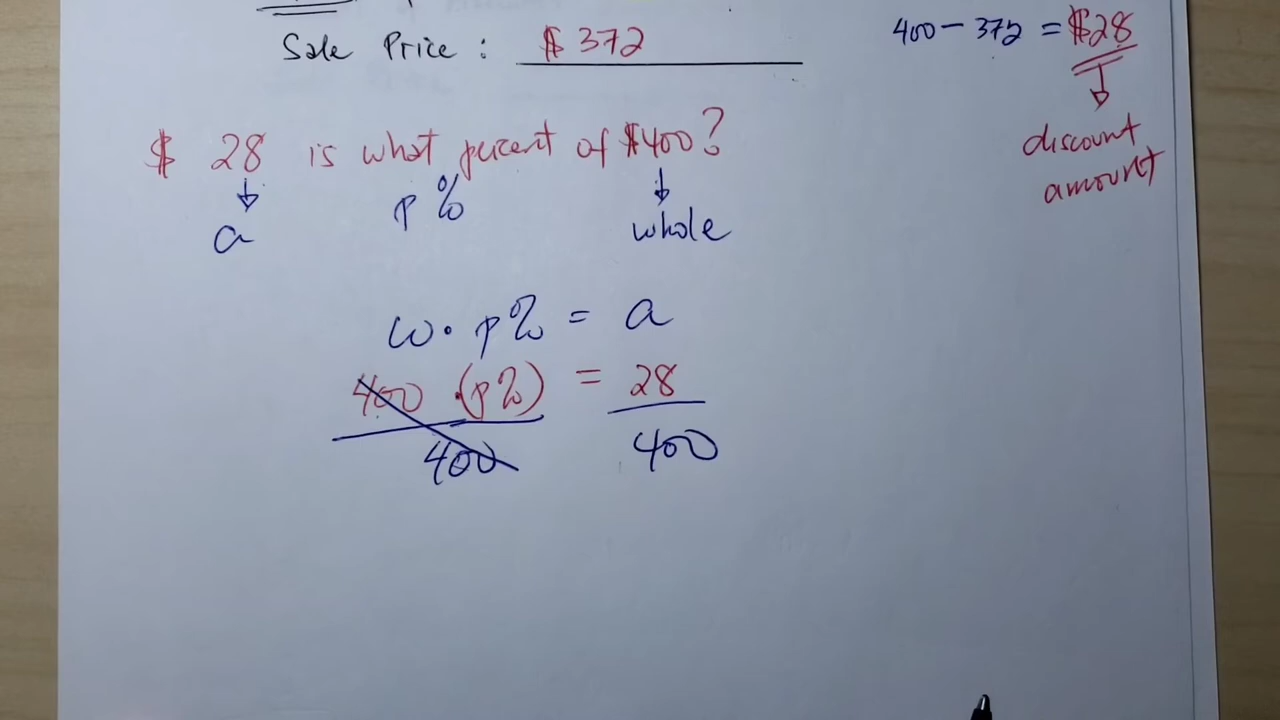 Sale Price : $ 372
400 - 372 = $28
discount
amount
$ 28 is what percent of $400?
a p % whole
w · p% = a
400 · (p%) = 28
400 400